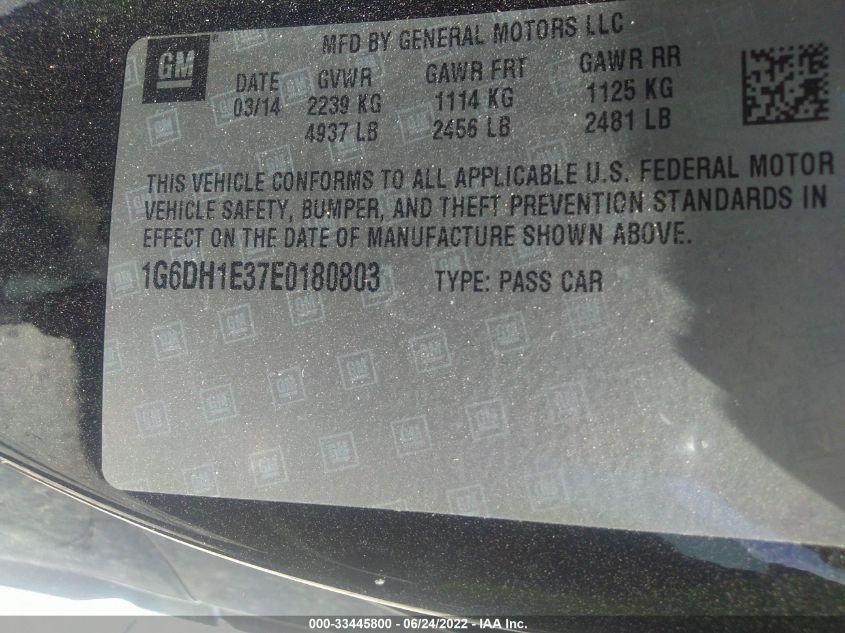 GM
MFD BY GENERAL MOTORS LLC
DATE GVWR GAWR FRT GAWR RR
03/14 2239 KG 1114 KG 1125 KG
4937 LB 2456 LB 2481 LB
THIS VEHICLE CONFORMS TO ALL APPLICABLE U.S. FEDERAL MOTOR
VEHICLE SAFETY, BUMPER, AND THEFT PREVENTION STANDARDS IN
EFFECT ON THE DATE OF MANUFACTURE SHOWN ABOVE.
1G6DH1E37E0180803 TYPE: PASS CAR
000-33445800 - 06/24/2022 - IAA Inc.